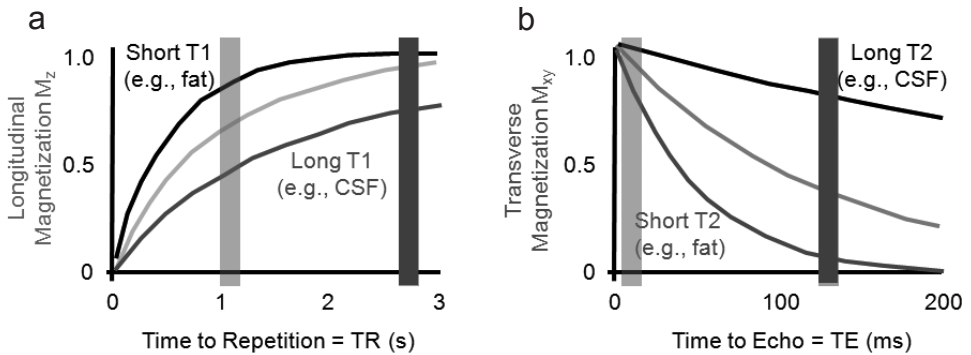 a
Longitudinal
Magnetization M_z
1.0
0.5
0
Short T1
(e.g., fat)
Long T1
(e.g., CSF)
0
1
2
3
Time to Repetition = TR (s)
b
Transverse
Magnetization M_xy
1.0
0.5
0
Long T2
(e.g., CSF)
Short T2
(e.g., fat)
0
100
200
Time to Echo = TE (ms)